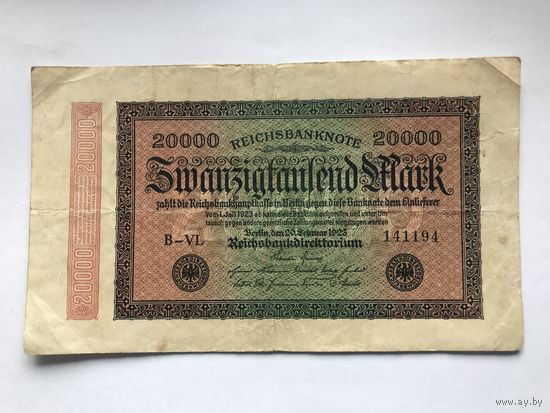 20000 REICHSBANKNOTE 20000
Zwanzigtausend Mark
zahlt die Reichsbankhauptkasse in Berlin gegen diese Banknote dem Einlieferer
Vom 1. Juli 1923 ab kann diese Banknote aufgerufen und unter Um-
tausch gegen andere gesetzliche Zahlungsmittel eingezogen werden
Berlin, den 20. Februar 1923
B-VL Reichsbankdirektorium 141194
20000 20000
www.ay.by